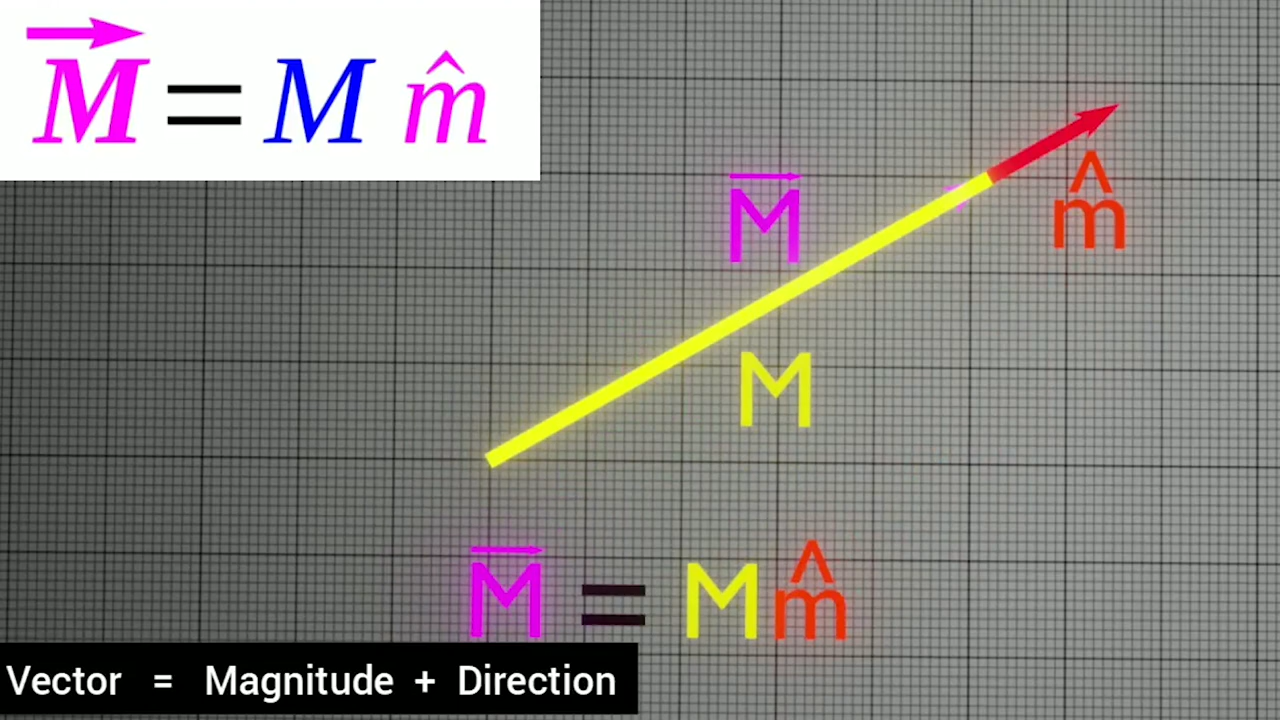 M⃗ = M m̂
M⃗
m̂
M
M⃗ = M m̂
Vector = Magnitude + Direction